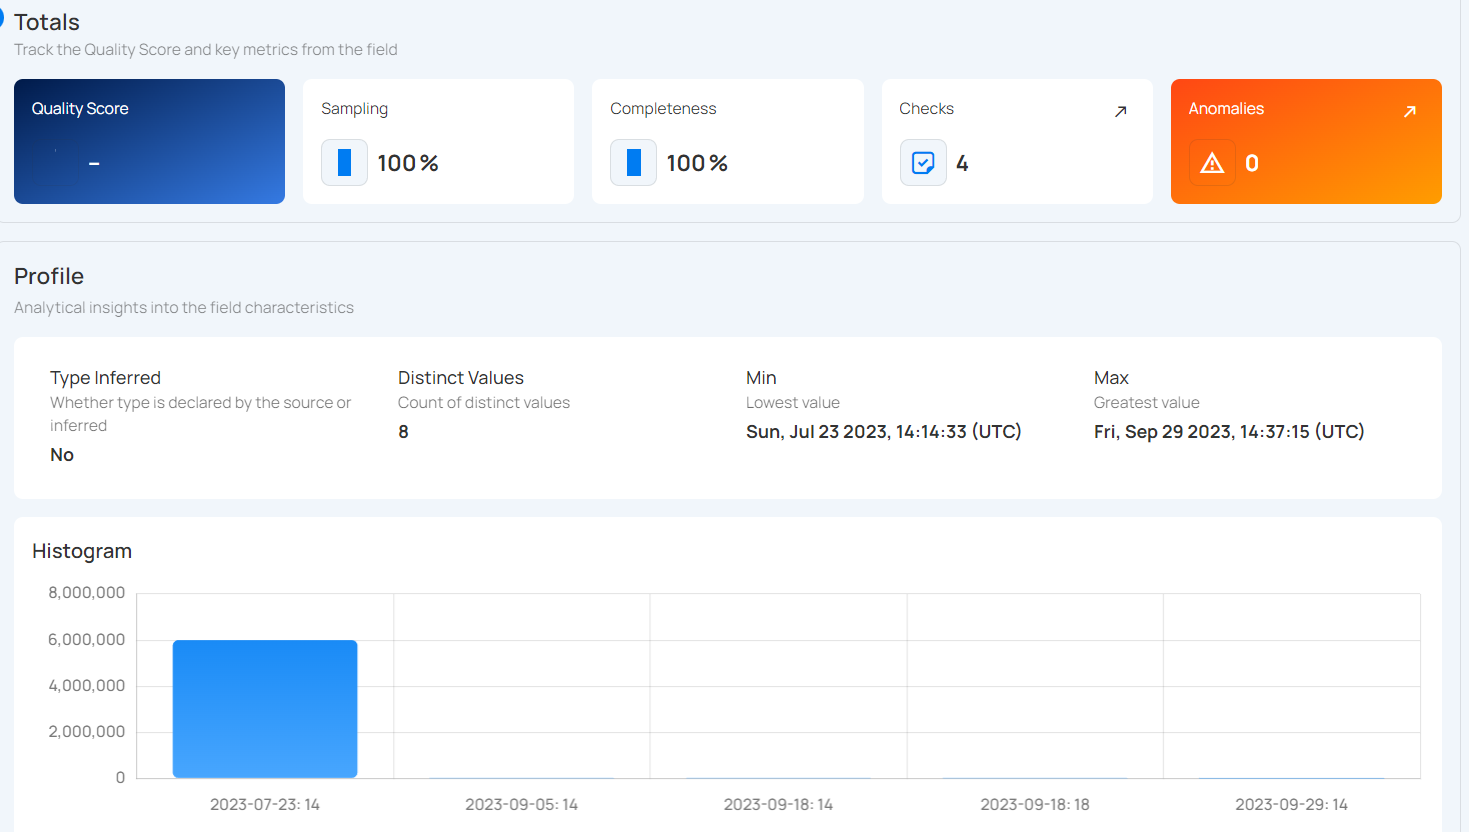 Totals
Track the Quality Score and key metrics from the field
Quality Score
–
Sampling
100%
Completeness
100%
Checks
4
Anomalies
0
Profile
Analytical insights into the field characteristics
Type Inferred
Whether type is declared by the source or
inferred
No
Distinct Values
Count of distinct values
8
Min
Lowest value
Sun, Jul 23 2023, 14:14:33 (UTC)
Max
Greatest value
Fri, Sep 29 2023, 14:37:15 (UTC)
Histogram
8,000,000
6,000,000
4,000,000
2,000,000
0
2023-07-23: 14
2023-09-05: 14
2023-09-18: 14
2023-09-18: 18
2023-09-29: 14